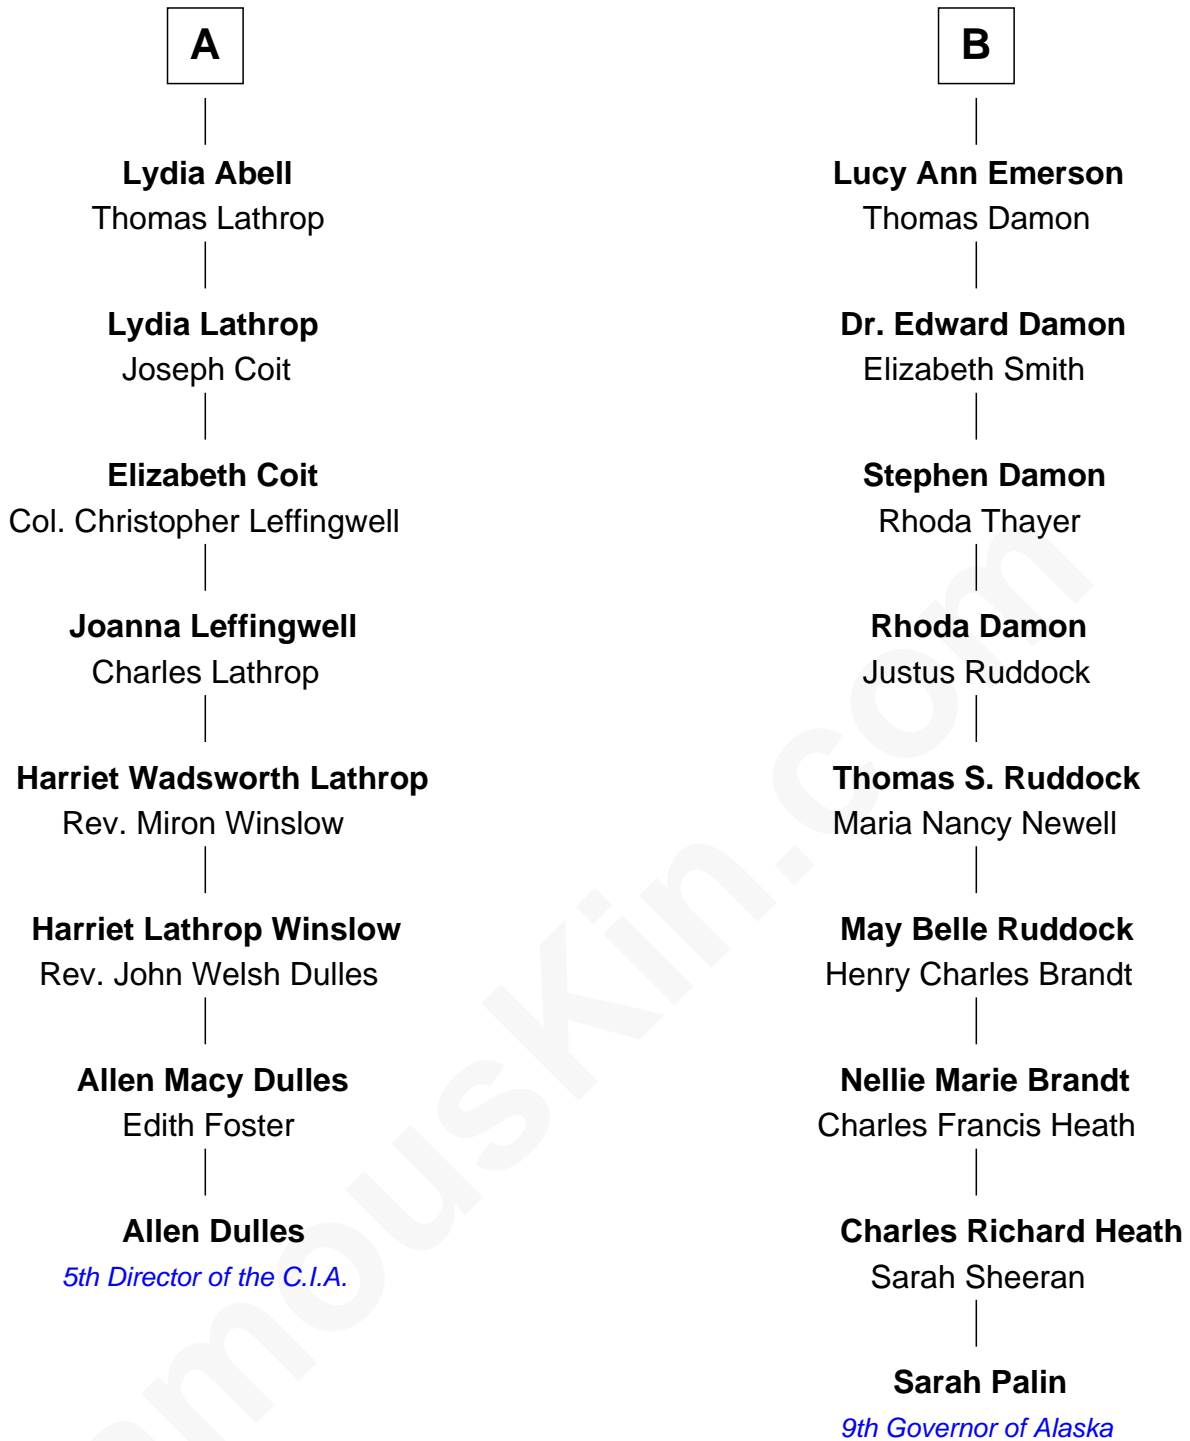 A
Lydia Abell
Thomas Lathrop
Lydia Lathrop
Joseph Coit
Elizabeth Coit
Col. Christopher Leffingwell
Joanna Leffingwell
Charles Lathrop
Harriet Wadsworth Lathrop
Rev. Miron Winslow
Harriet Lathrop Winslow
Rev. John Welsh Dulles
Allen Macy Dulles
Edith Foster
Allen Dulles
5th Director of the C.I.A.
B
Lucy Ann Emerson
Thomas Damon
Dr. Edward Damon
Elizabeth Smith
Stephen Damon
Rhoda Thayer
Rhoda Damon
Justus Ruddock
Thomas S. Ruddock
Maria Nancy Newell
May Belle Ruddock
Henry Charles Brandt
Nellie Marie Brandt
Charles Francis Heath
Charles Richard Heath
Sarah Sheeran
Sarah Palin
9th Governor of Alaska
amouskin.com